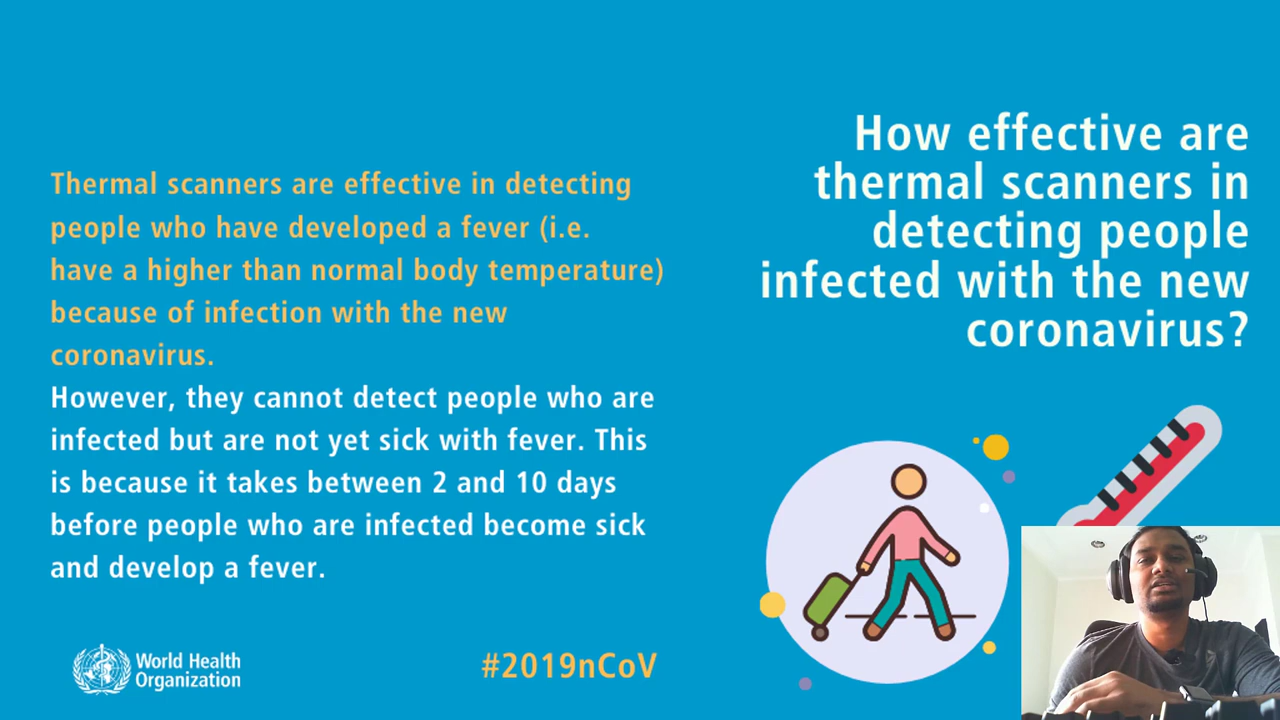 How effective are
thermal scanners in
detecting people
infected with the new
coronavirus?
Thermal scanners are effective in detecting
people who have developed a fever (i.e.
have a higher than normal body temperature)
because of infection with the new
coronavirus.
However, they cannot detect people who are
infected but are not yet sick with fever. This
is because it takes between 2 and 10 days
before people who are infected become sick
and develop a fever.
World Health
Organization
#2019nCoV